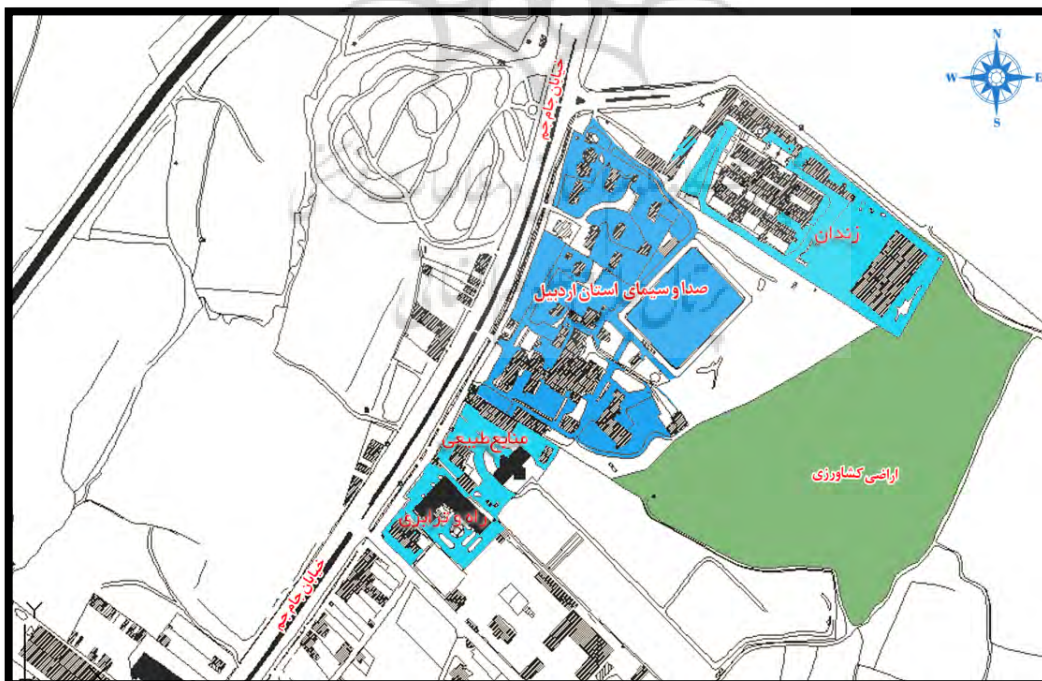 N
W
E
S
خیابان جام جم
زندان
صدا و سیمای استان اردبیل
منابع طبیعی
اراضی کشاورزی
راه و ترابری
خیابان جام جم
Y